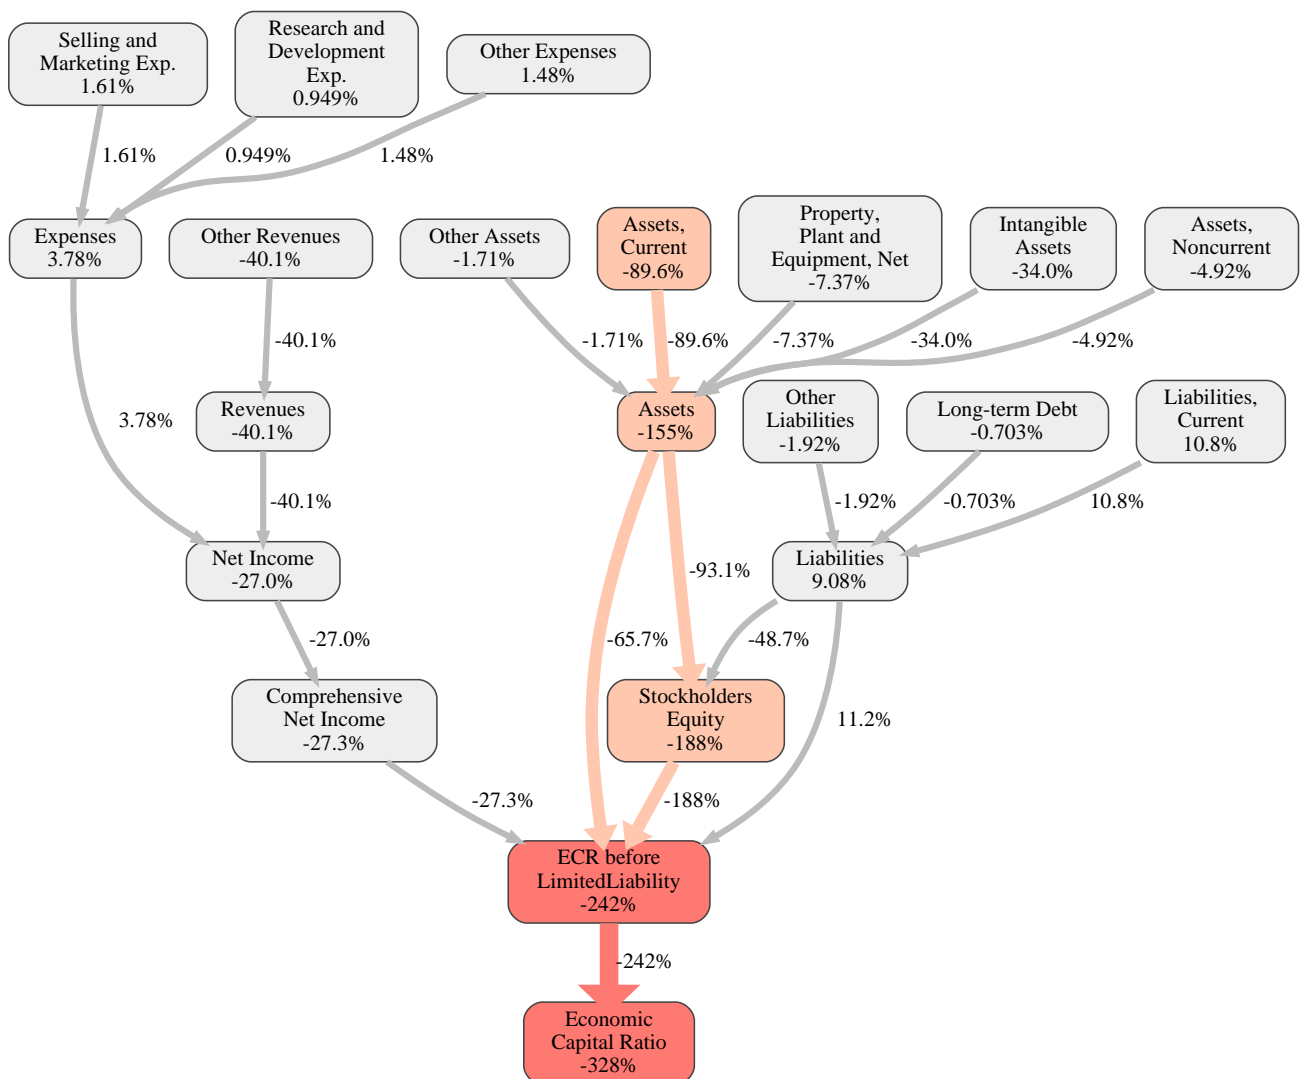 Selling and
Marketing Exp.
1.61%
Research and
Development
Exp.
0.949%
Other Expenses
1.48%
1.61%
0.949%
1.48%
Expenses
3.78%
Other Revenues
-40.1%
Other Assets
-1.71%
Assets,
Current
-89.6%
Property,
Plant and
Equipment, Net
-7.37%
Intangible
Assets
-34.0%
Assets,
Noncurrent
-4.92%
-40.1%
-1.71%
-89.6%
-7.37%
-34.0%
-4.92%
3.78%
Revenues
-40.1%
Assets
-155%
Other
Liabilities
-1.92%
Long-term Debt
-0.703%
Liabilities,
Current
10.8%
-40.1%
-1.92%
-0.703%
10.8%
Net Income
-27.0%
-93.1%
Liabilities
9.08%
-27.0%
-65.7%
-48.7%
Comprehensive
Net Income
-27.3%
Stockholders
Equity
-188%
11.2%
-27.3%
-188%
ECR before
LimitedLiability
-242%
-242%
Economic
Capital Ratio
-328%